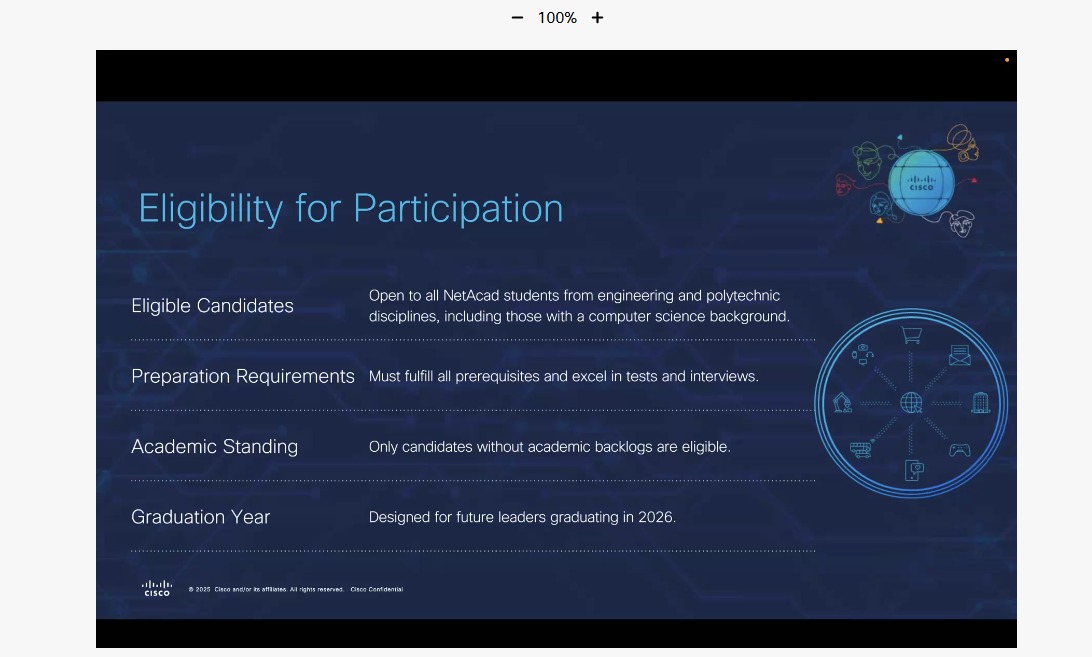 − 100% +
CISCO
Eligibility for Participation
Eligible Candidates
Open to all NetAcad students from engineering and polytechnic
disciplines, including those with a computer science background.
Preparation Requirements
Must fulfill all prerequisites and excel in tests and interviews.
Academic Standing
Only candidates without academic backlogs are eligible.
Graduation Year
Designed for future leaders graduating in 2026.
CISCO
© 2025 Cisco and/or its affiliates. All rights reserved. Cisco Confidential